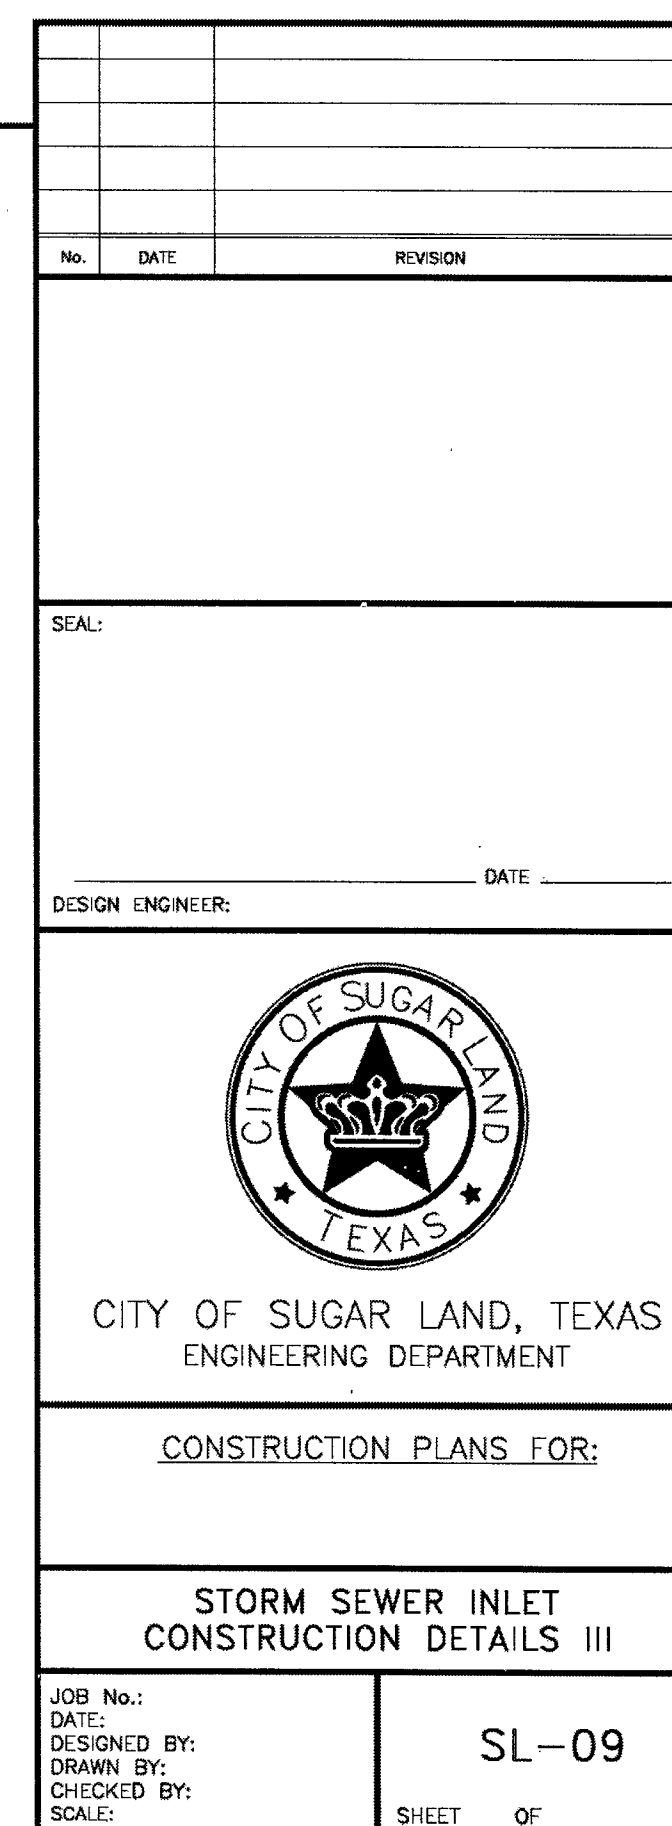 No. DATE REVISION
SEAL:
DATE
DESIGN ENGINEER:
CITY OF SUGAR LAND
TEXAS
CITY OF SUGAR LAND, TEXAS
ENGINEERING DEPARTMENT
CONSTRUCTION PLANS FOR:
STORM SEWER INLET
CONSTRUCTION DETAILS III
JOB No.:
DATE:
DESIGNED BY:
DRAWN BY:
CHECKED BY:
SCALE:
SL-09
SHEET OF